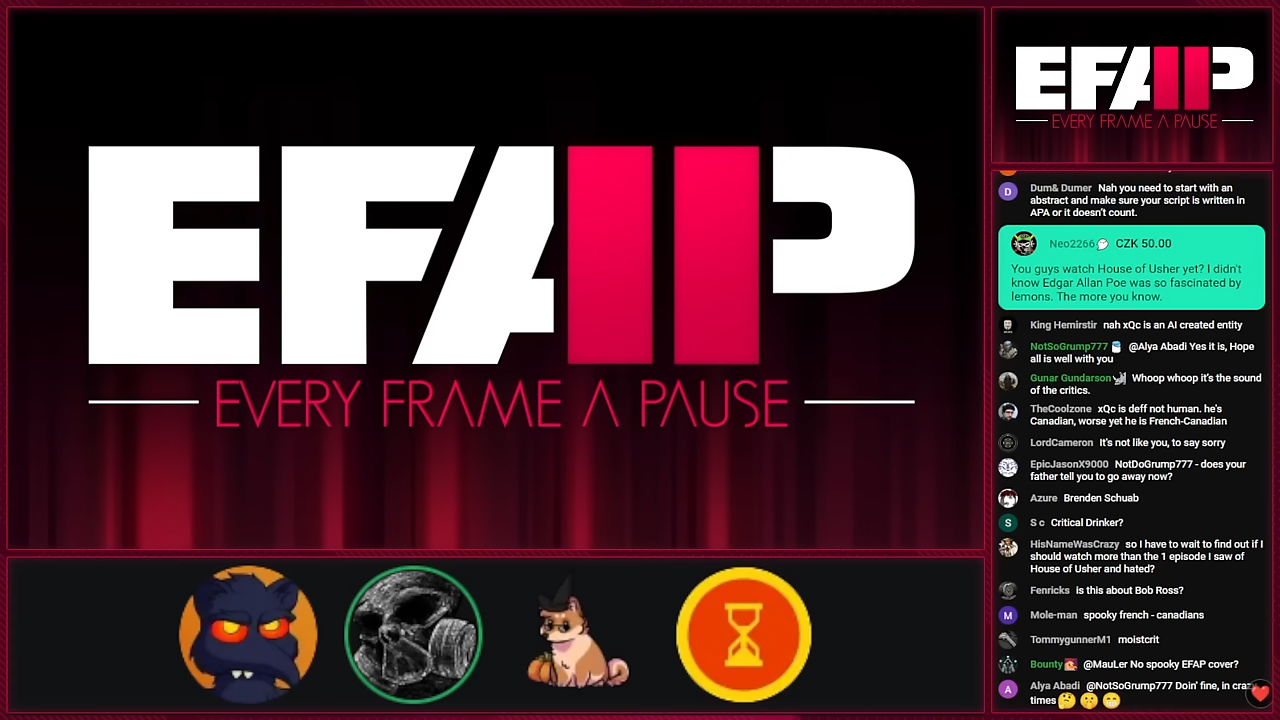 EFAP
EVERY FRAME A PAUSE
EFAP
EVERY FRAME A PAUSE
D
Dum& Dumer Nah you need to start with an
abstract and make sure your script is written in
APA or it doesn't count.
Neo2266 CZK 50.00
You guys watch House of Usher yet? I didn't
know Edgar Allan Poe was so fascinated by
lemons. The more you know.
King Hemirstir nah xQc is an AI created entity
NotSoGrump777 @Alya Abadi Yes it is, Hope
all is well with you
Gunar Gundarson Whoop whoop it's the sound
of the critics.
TheCoolzone xQc is deff not human. he's
Canadian, worse yet he is French-Canadian
LordCameron It's not like you, to say sorry
EpicJasonX9000 NotDoGrump777 - does your
father tell you to go away now?
Azure Brenden Schuab
S
S c Critical Drinker?
HisNameWasCrazy so I have to wait to find out if I
should watch more than the 1 episode I saw of
House of Usher and hated?
Fenricks is this about Bob Ross?
M
Mole-man spooky french - canadians
TommygunnerM1 moistcrit
Bounty @MauLer No spooky EFAP cover?
A
Alya Abadi @NotSoGrump777 Doin' fine, in
times